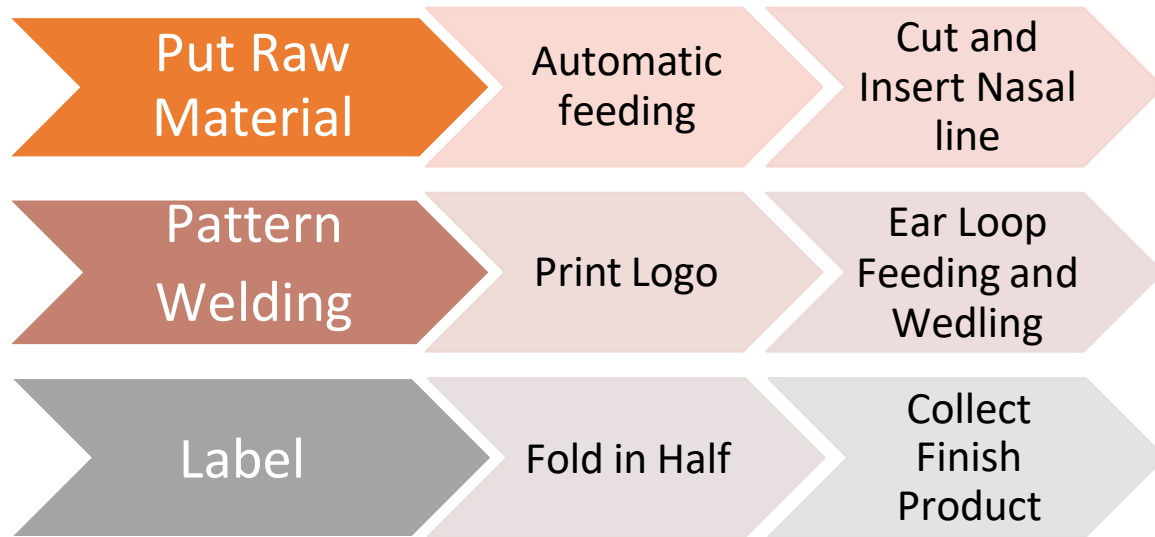 Put Raw
Material
Automatic
feeding
Cut and
Insert Nasal
line
Pattern
Welding
Print Logo
Ear Loop
Feeding and
Wedling
Label
Fold in Half
Collect
Finish
Product